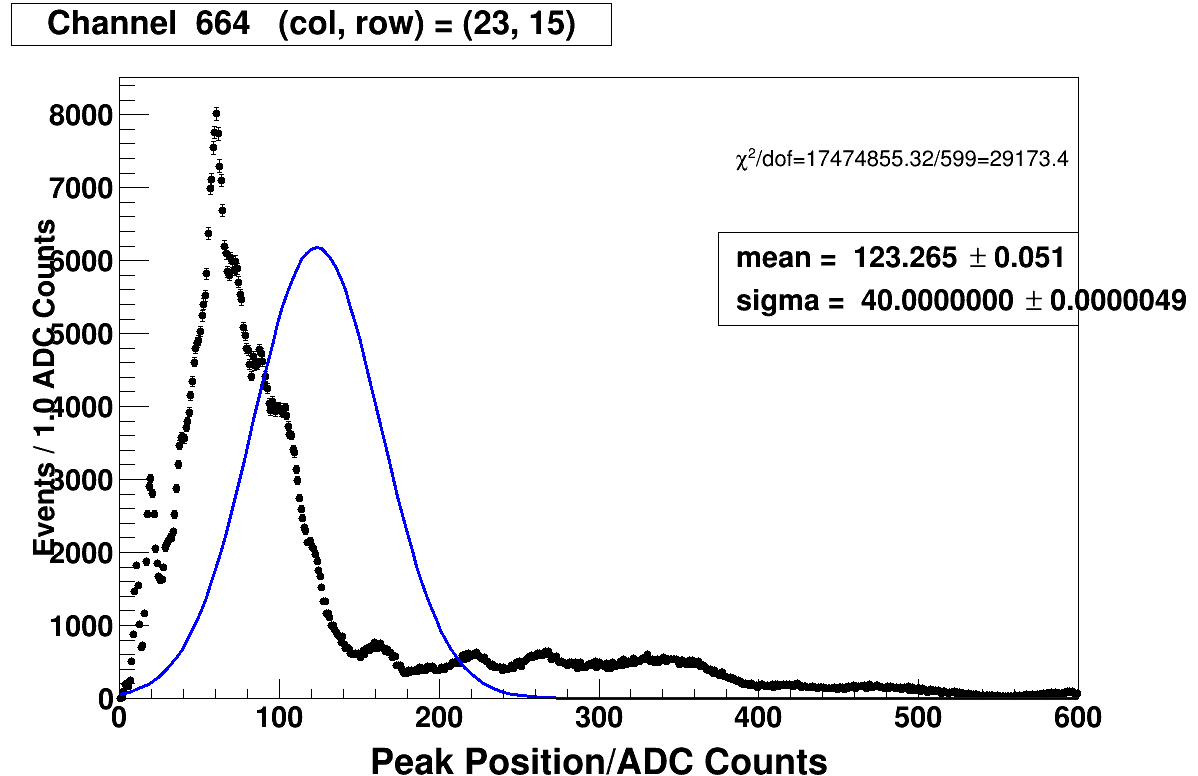 Channel  664   (col, row) = (23, 15)
χ²/dof=17474855.32/599=29173.4
mean =  123.265 ± 0.051
sigma =  40.0000000 ± 0.0000049
Events / 1.0 ADC Counts
8000
7000
6000
5000
4000
3000
2000
1000
0
0 100 200 300 400 500 600
Peak Position/ADC Counts